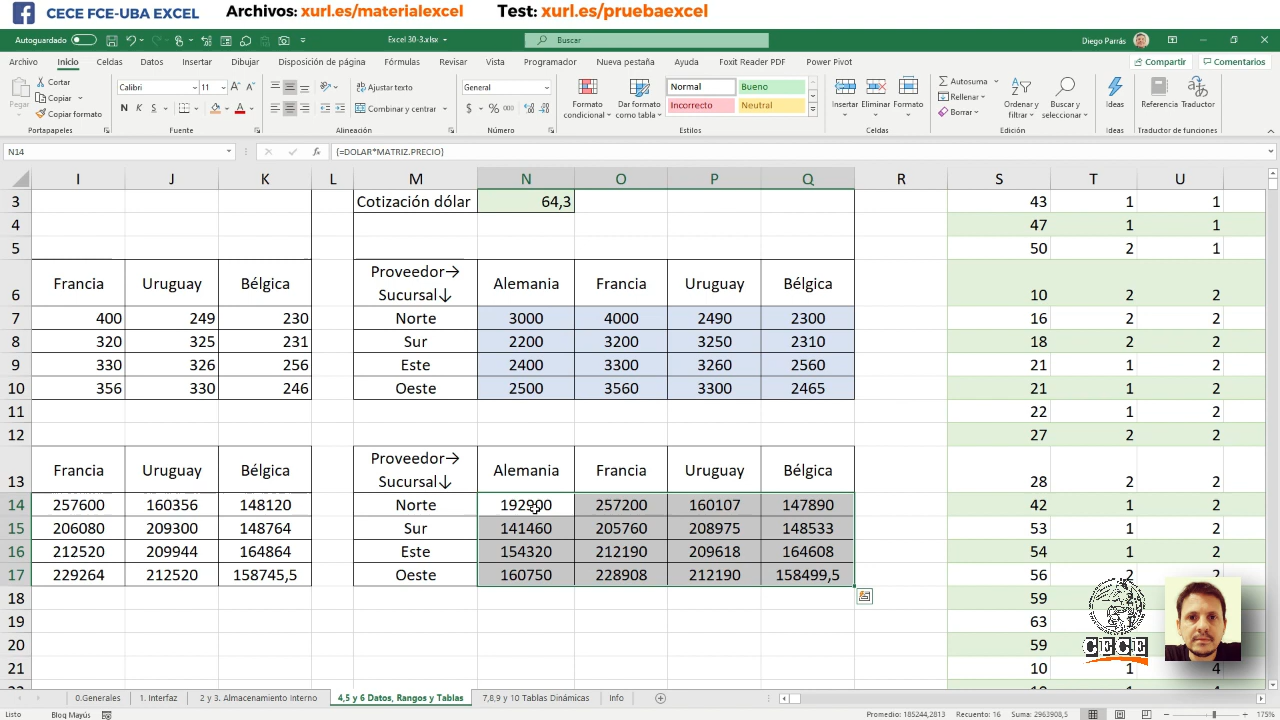 CECE FCE-UBA EXCEL Archivos: xurl.es/materialexcel Test: xurl.es/pruebaexcel
Autoguardado Excel 30-3.xlsx Buscar Diego Parrás
Archivo Inicio Celdas Datos Insertar Dibujar Disposición de página Fórmulas Revisar Vista Programador Nueva pestaña Ayuda Foxit Reader PDF Power Pivot Compartir Comentarios
Pegar Cortar Copiar Copiar formato
Calibri 11
N K S
Ajustar texto
Combinar y centrar
General
$ % 000
Formato condicional
Dar formato como tabla
Normal Bueno
Incorrecto Neutral
Insertar Eliminar Formato
Autosuma
Rellenar
Borrar
Ordenar y filtrar
Buscar y seleccionar
Ideas
Referencia Traductor
Portapapeles Fuente Alineación Número Estilos Celdas Edición Ideas Traductor de funciones
N14 {=DOLAR*MATRIZ.PRECIO}
I J K L M N O P Q R S T U
3 Cotización dólar 64,3 43 1 1
4 47 1 1
5 50 2 1
6 Francia Uruguay Bélgica Proveedor→ Sucursal↓ Alemania Francia Uruguay Bélgica 10 2 2
7 400 249 230 Norte 3000 4000 2490 2300 16 2 2
8 320 325 231 Sur 2200 3200 3250 2310 18 2 2
9 330 326 256 Este 2400 3300 3260 2560 21 1 2
10 356 330 246 Oeste 2500 3560 3300 2465 21 1 2
11 22 1 2
12 27 2 2
13 Francia Uruguay Bélgica Proveedor→ Sucursal↓ Alemania Francia Uruguay Bélgica 28 2 2
14 257600 160356 148120 Norte 192900 257200 160107 147890 42 1 2
15 206080 209300 148764 Sur 141460 205760 208975 148533 53 1 2
16 212520 209944 164864 Este 154320 212190 209618 164608 54 1 2
17 229264 212520 158745,5 Oeste 160750 228908 212190 158499,5 56 2 2
18 59
19 63
20 59
21 10 1 4
CECE
0.Generales 1. Interfaz 2 y 3. Almacenamiento Interno 4,5 y 6 Datos, Rangos y Tablas 7,8,9 y 10 Tablas Dinámicas Info
Listo Bloq Mayús Promedio: 185244,2813 Recuento: 16 Suma: 2963908,5 175%